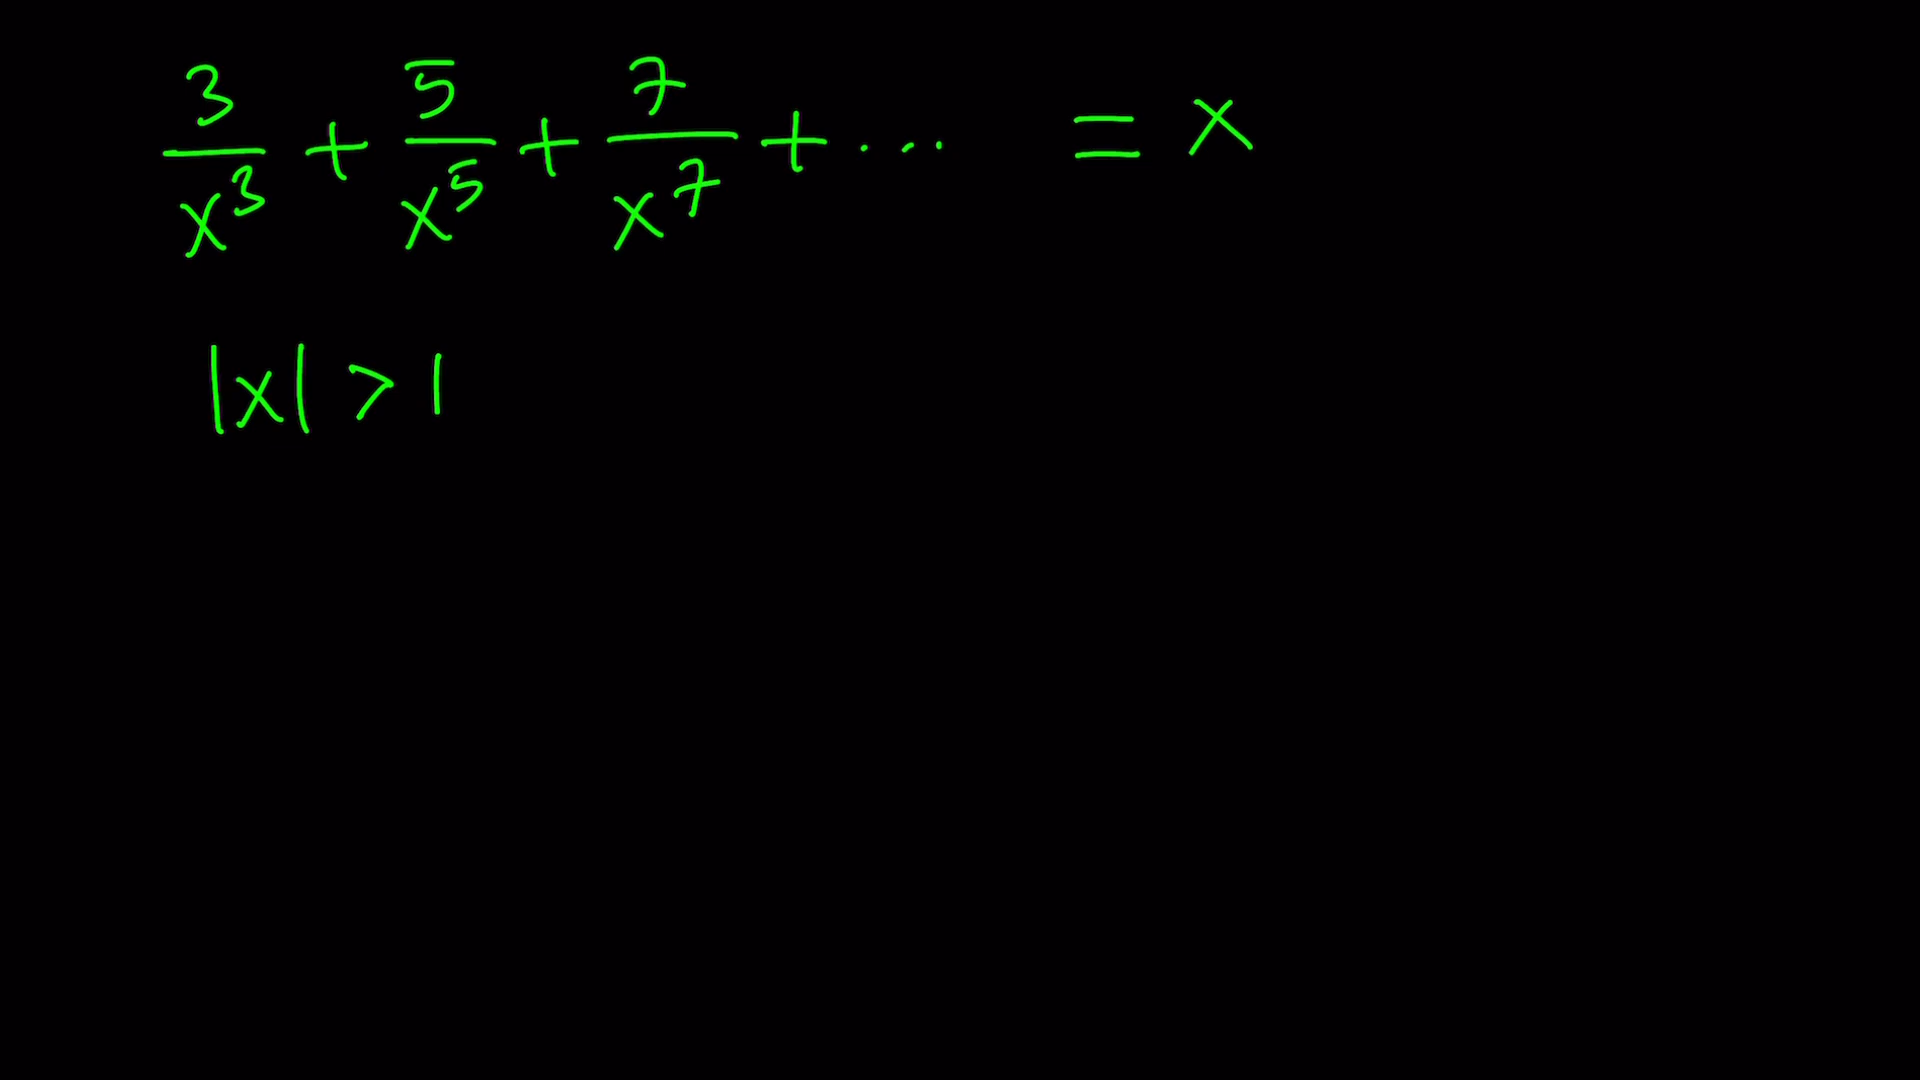 3/x³ + 5/x⁵ + 7/x⁷ + ... = x
|x| > 1